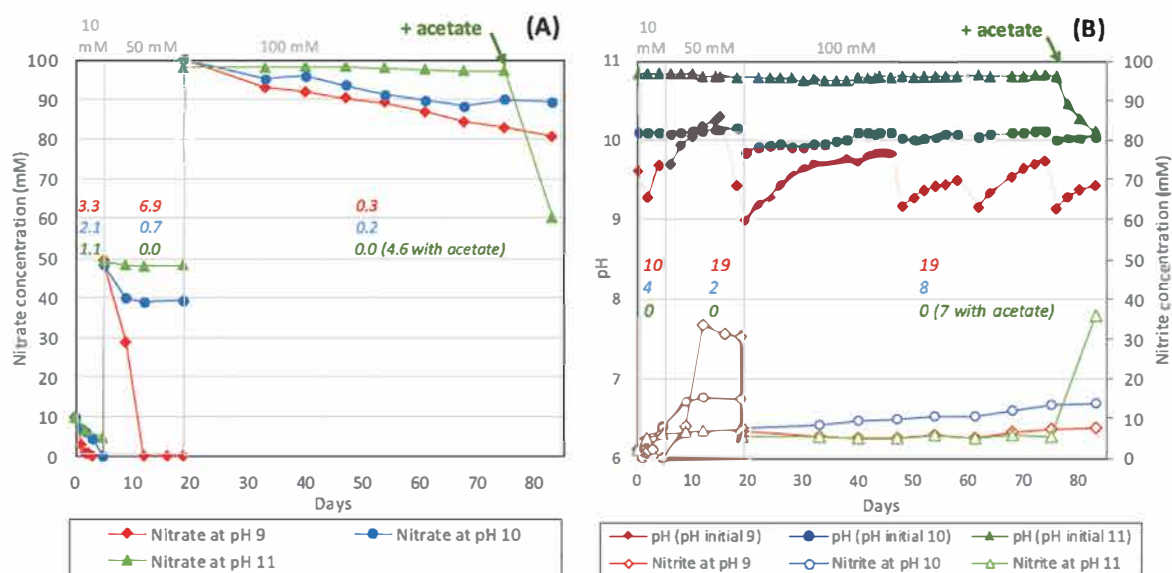 10
mM
50 mM
100 mM
+ acetate
(A)
100
90
80
70
60
50
40
30
20
10
0
Nitrate concentration (mM)
3.3
2.1
1.1
6.9
0.7
0.0
0.3
0.2
0.0 (4.6 with acetate)
0
10
20
30
40
50
60
70
80
Days
Nitrate at pH 9
Nitrate at pH 10
Nitrate at pH 11
10
mM
50 mM
100 mM
+ acetate
(B)
11
10
9
8
7
6
pH
10
4
0
19
2
0
19
8
0 (7 with acetate)
100
90
80
70
60
50
40
30
20
10
0
Nitrite concentration (mM)
0
10
20
30
40
50
60
70
80
Days
pH (pH initial 9)
pH (pH initial 10)
pH (pH initial 11)
Nitrite at pH 9
Nitrite at pH 10
Nitrite at pH 11